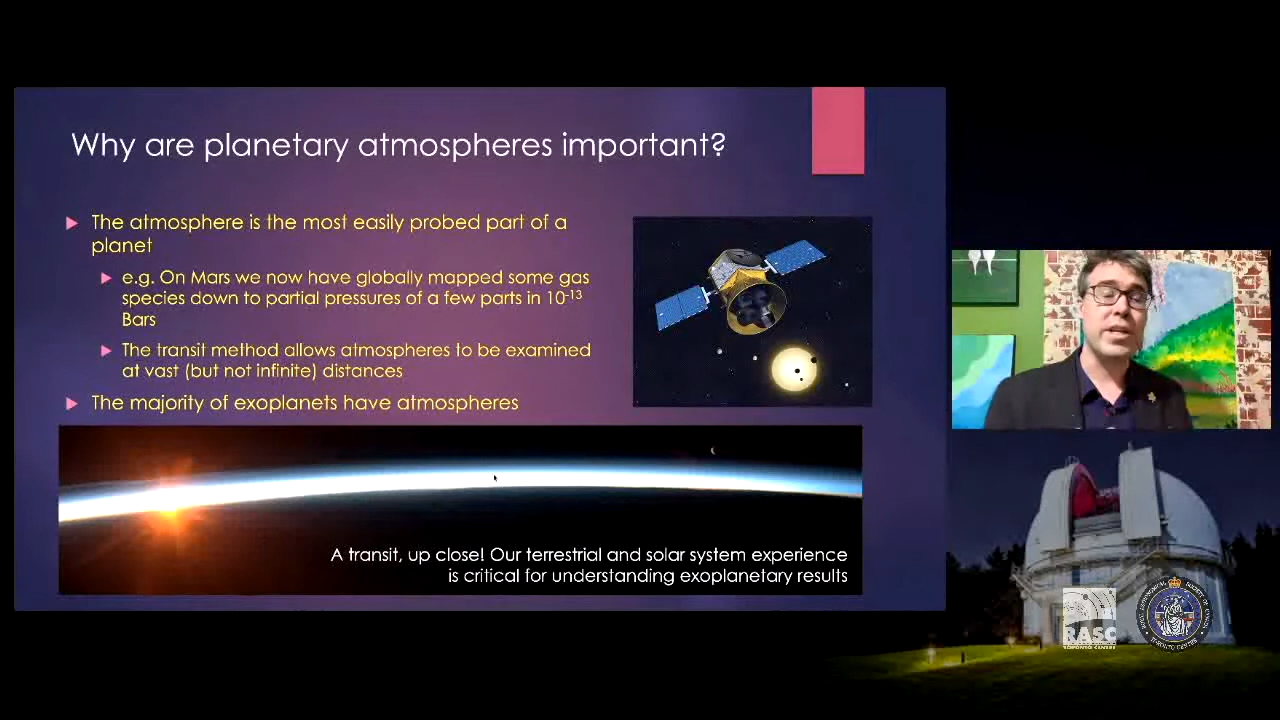 Why are planetary atmospheres important?
The atmosphere is the most easily probed part of a
planet
e.g. On Mars we now have globally mapped some gas
species down to partial pressures of a few parts in 10⁻¹³
Bars
The transit method allows atmospheres to be examined
at vast (but not infinite) distances
The majority of exoplanets have atmospheres
A transit, up close! Our terrestrial and solar system experience
is critical for understanding exoplanetary results
RASC
TORONTO CENTRE